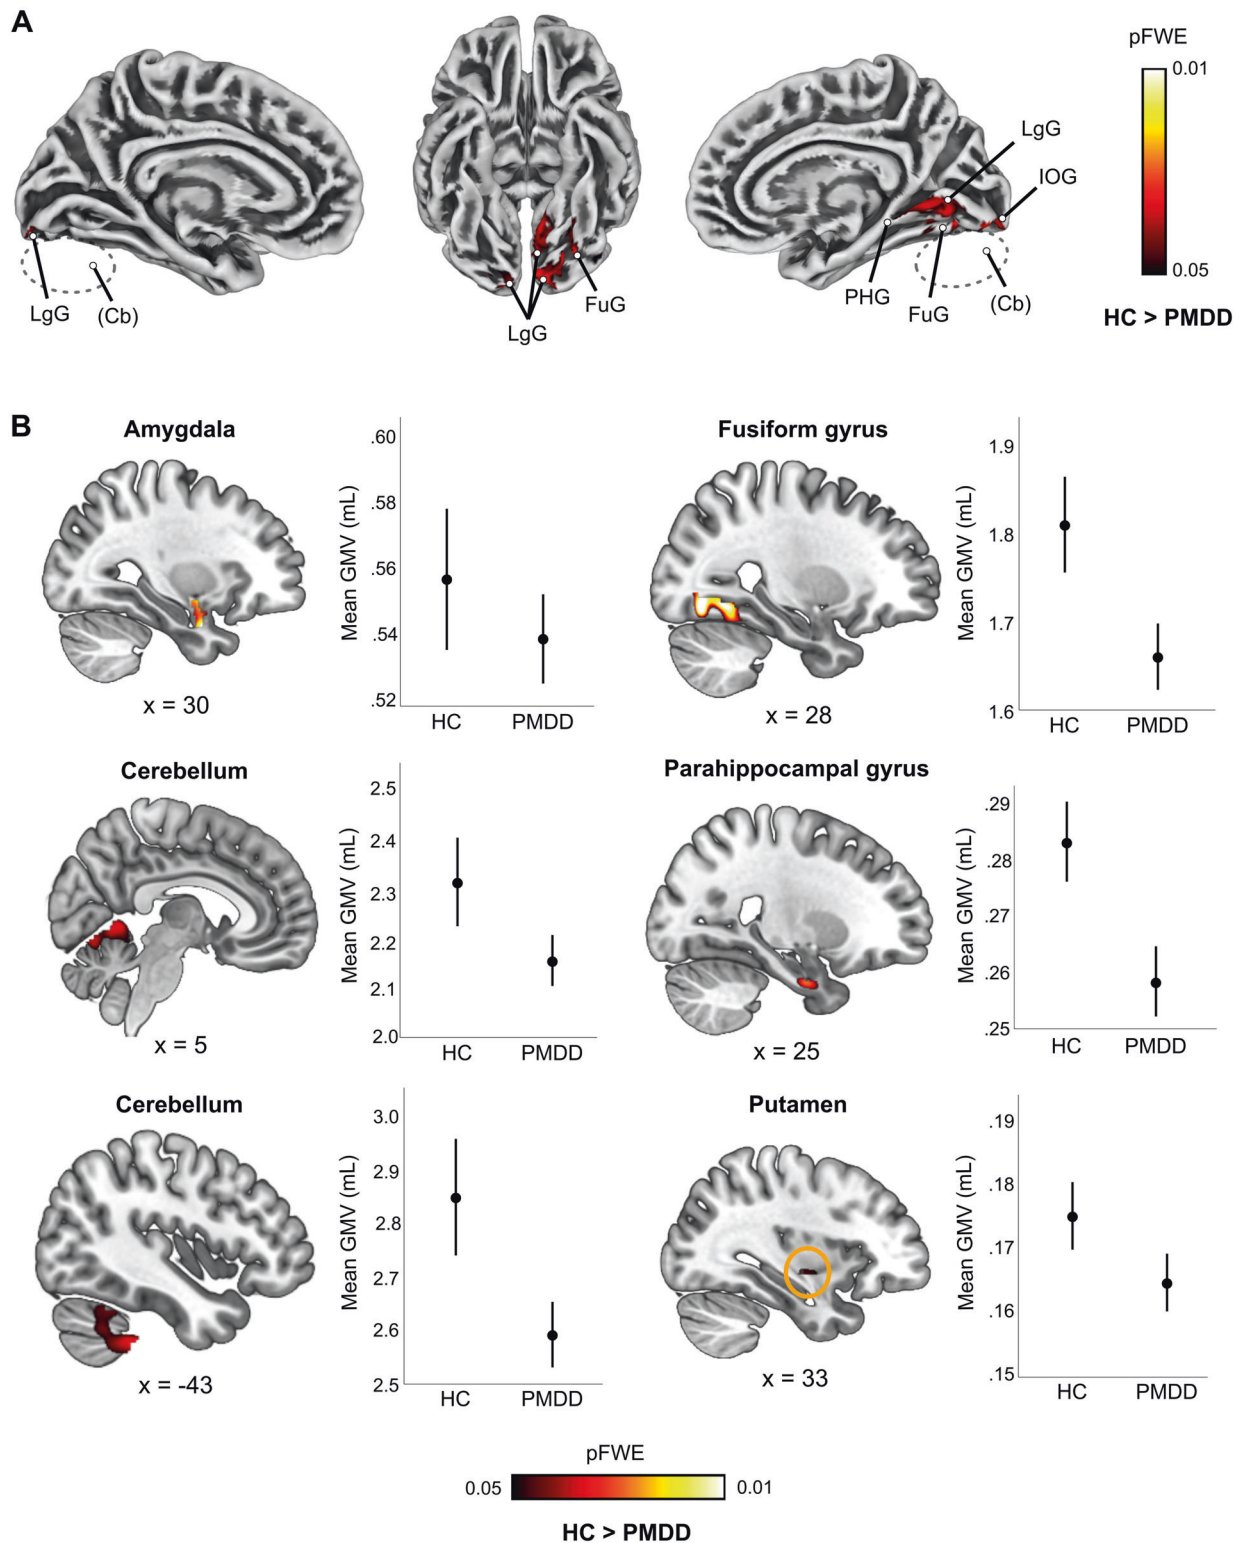 A
pFWE
0.01
0.05
HC > PMDD
LgG
(Cb)
LgG
FuG
LgG
IOG
PHG
FuG
(Cb)
B
Amygdala
x = 30
Mean GMV (mL)
.60
.58
.56
.54
.52
HC PMDD
Fusiform gyrus
x = 28
Mean GMV (mL)
1.9
1.8
1.7
1.6
HC PMDD
Cerebellum
x = 5
Mean GMV (mL)
2.5
2.4
2.3
2.2
2.1
2.0
HC PMDD
Parahippocampal gyrus
x = 25
Mean GMV (mL)
.29
.28
.27
.26
.25
HC PMDD
Cerebellum
x = -43
Mean GMV (mL)
3.0
2.9
2.8
2.7
2.6
2.5
HC PMDD
Putamen
x = 33
Mean GMV (mL)
.19
.18
.17
.16
.15
HC PMDD
pFWE
0.05 0.01
HC > PMDD